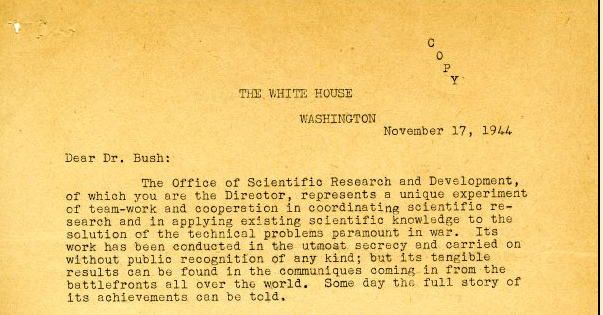 COPY
THE WHITE HOUSE
WASHINGTON
November 17, 1944
Dear Dr. Bush:
The Office of Scientific Research and Development,
of which you are the Director, represents a unique experiment
of team-work and cooperation in coordinating scientific re-
search and in applying existing scientific knowledge to the
solution of the technical problems paramount in war. Its
work has been conducted in the utmost secrecy and carried on
without public recognition of any kind; but its tangible
results can be found in the communiques coming in from the
battlefronts all over the world. Some day the full story of
its achievements can be told.